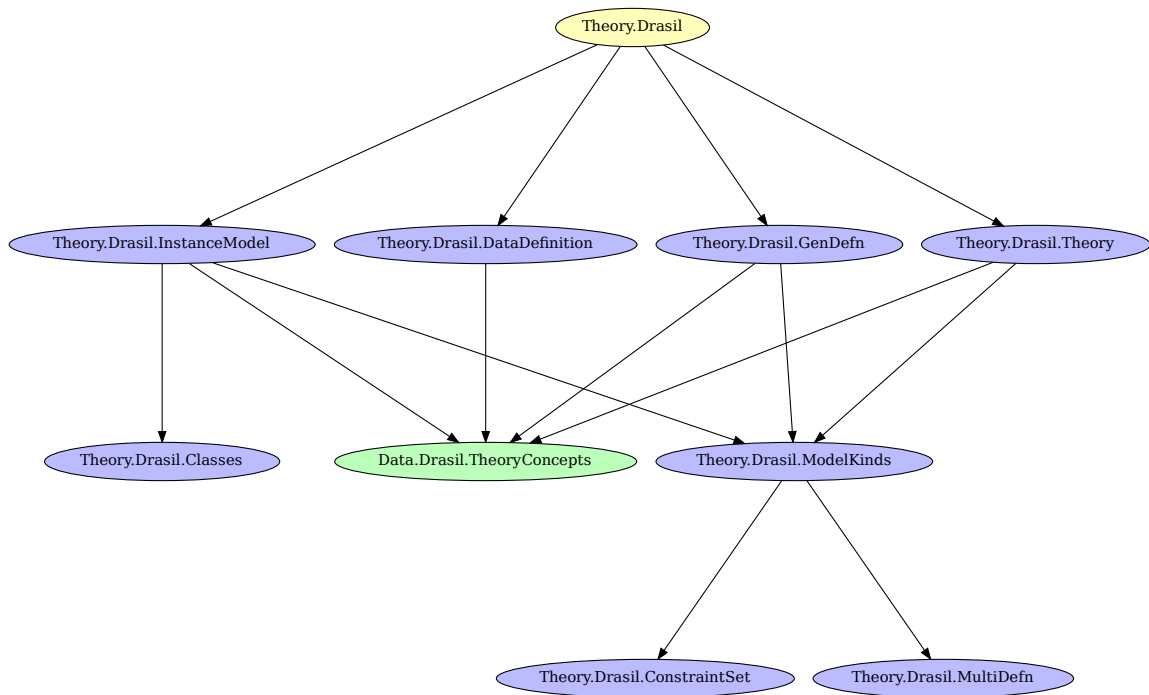 Theory.Drasil
Theory.Drasil.InstanceModel
Theory.Drasil.DataDefinition
Theory.Drasil.GenDefn
Theory.Drasil.Theory
Theory.Drasil.Classes
Data.Drasil.TheoryConcepts
Theory.Drasil.ModelKinds
Theory.Drasil.ConstraintSet
Theory.Drasil.MultiDefn